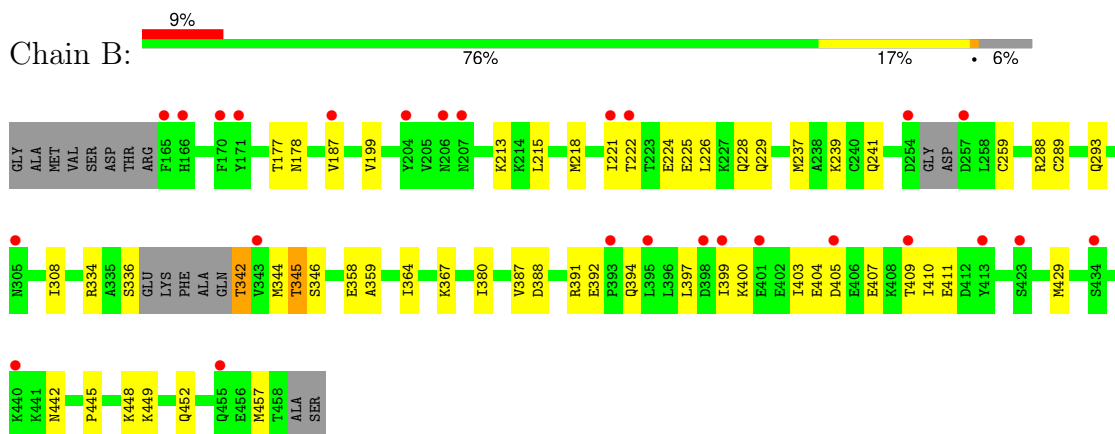 9%
Chain B:
76% 17% • 6%
GLY ALA MET VAL SER ASP THR ARG F165 H166 F170 Y171 T177 N178 V187 V199 Y204 V205 N206 N207 K213 K214 L215 M218 I221 T222 T223 E224 E225 L226 K227 Q228 Q229 M237 A238 K239 C240 Q241 D254 GLY ASP D257 L258 C259 R288 C289 Q293
N305 I308 R334 A335 S336 GLU LYS PHE ALA GLN T342 V343 M344 T345 S346 E358 A359 I364 K367 I380 V387 D388 R391 E392 P393 Q394 L395 L396 L397 D398 I399 K400 E401 E402 I403 E404 D405 E406 E407 K408 T409 I410 E411 D412 Y413 S423 M429 S434
K440 K441 N442 P445 K448 K449 Q452 Q455 E456 M457 T458 ALA SER